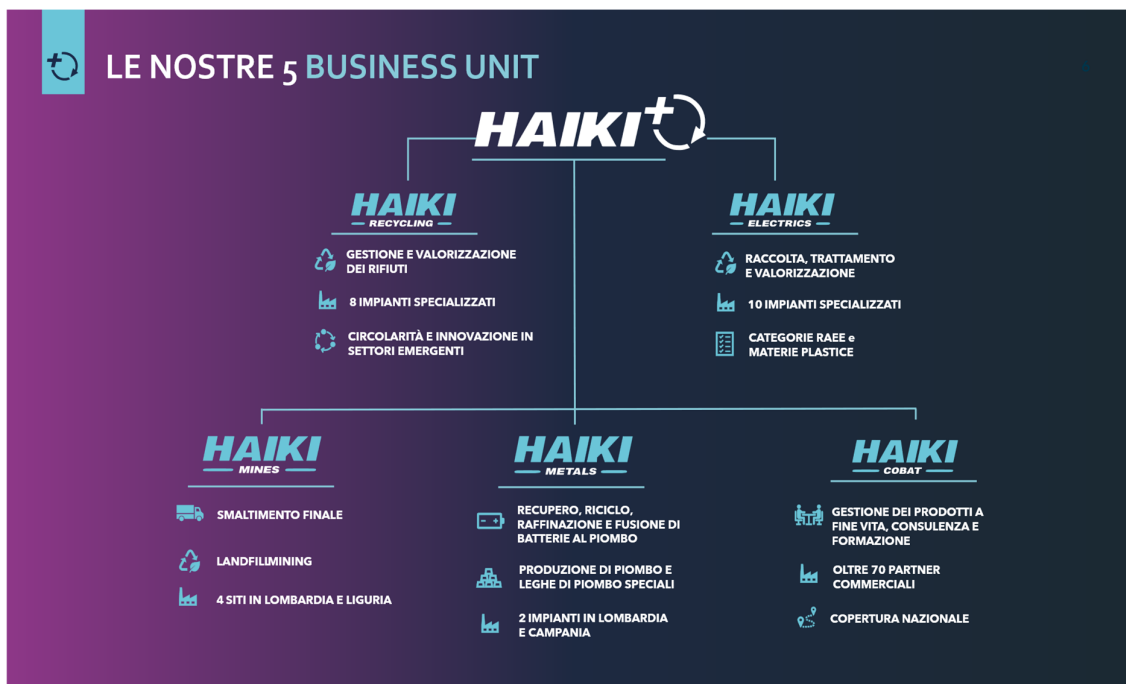 LE NOSTRE 5 BUSINESS UNIT
HAIKI+
HAIKI
RECYCLING
GESTIONE E VALORIZZAZIONE
DEI RIFIUTI
8 IMPIANTI SPECIALIZZATI
CIRCOLARITÀ E INNOVAZIONE IN
SETTORI EMERGENTI
HAIKI
ELECTRICS
RACCOLTA, TRATTAMENTO
E VALORIZZAZIONE
10 IMPIANTI SPECIALIZZATI
CATEGORIE RAEE e
MATERIE PLASTICE
HAIKI
MINES
SMALTIMENTO FINALE
LANDFILLMINING
4 SITI IN LOMBARDIA E LIGURIA
HAIKI
METALS
RECUPERO, RICICLO,
RAFFINAZIONE E FUSIONE DI
BATTERIE AL PIOMBO
PRODUZIONE DI PIOMBO E
LEGHE DI PIOMBO SPECIALI
2 IMPIANTI IN LOMBARDIA
E CAMPANIA
HAIKI
COBAT
GESTIONE DEI PRODOTTI A
FINE VITA, CONSULENZA E
FORMAZIONE
OLTRE 70 PARTNER
COMMERCIALI
COPERTURA NAZIONALE